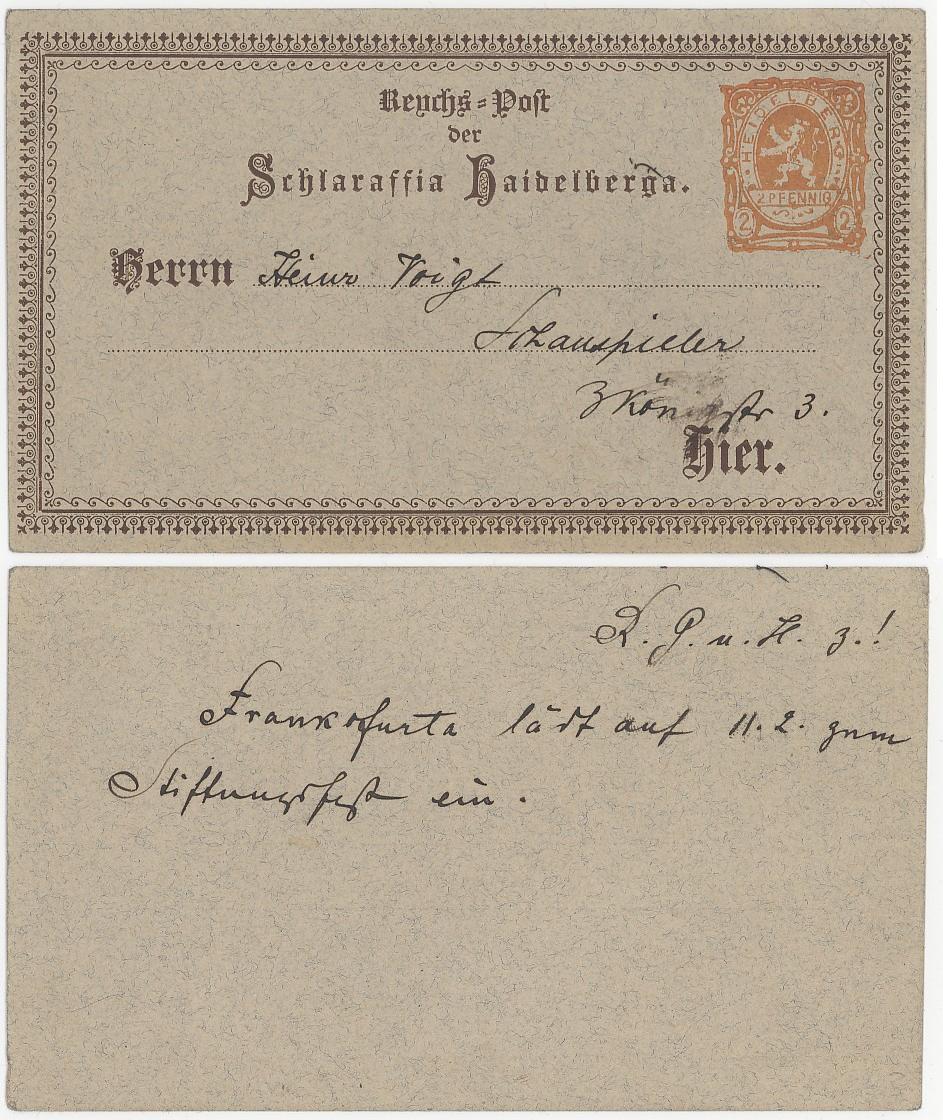 Reychs=Post
der
Schlaraffia Haidelberga.
HEIDELBERG
2. PFENNIG
2 2
Herrn Heinr Voigt
Schauspieler
3 Königstr 3.
Hier.
R. G. u. H. z.!
Frankofurta lädt auf 11. 2. zum
Stiftungsfest ein.